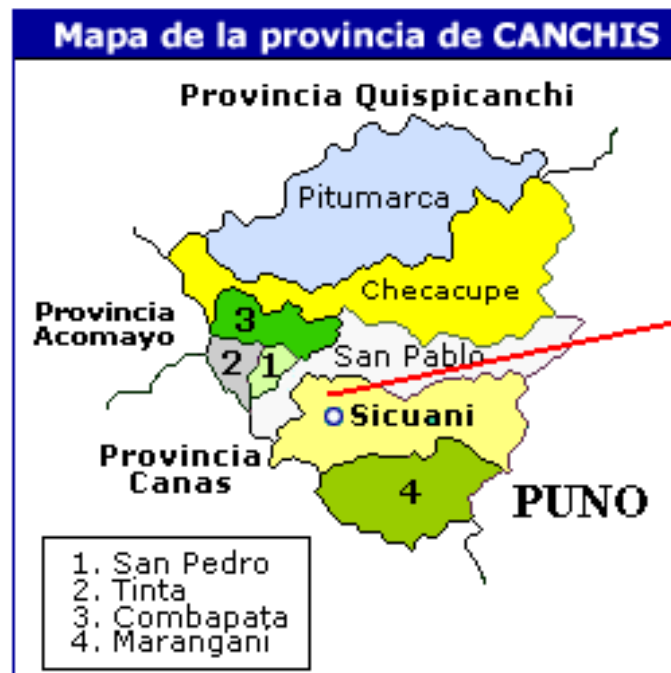 Mapa de la provincia de CANCHIS
Provincia Quispicanchi
Pitumarca
Checacupe
Provincia
Acomayo
3
2
1
San Pablo
Sicuani
Provincia
Canas
4
PUNO
1. San Pedro
2. Tinta
3. Combapata
4. Marangani